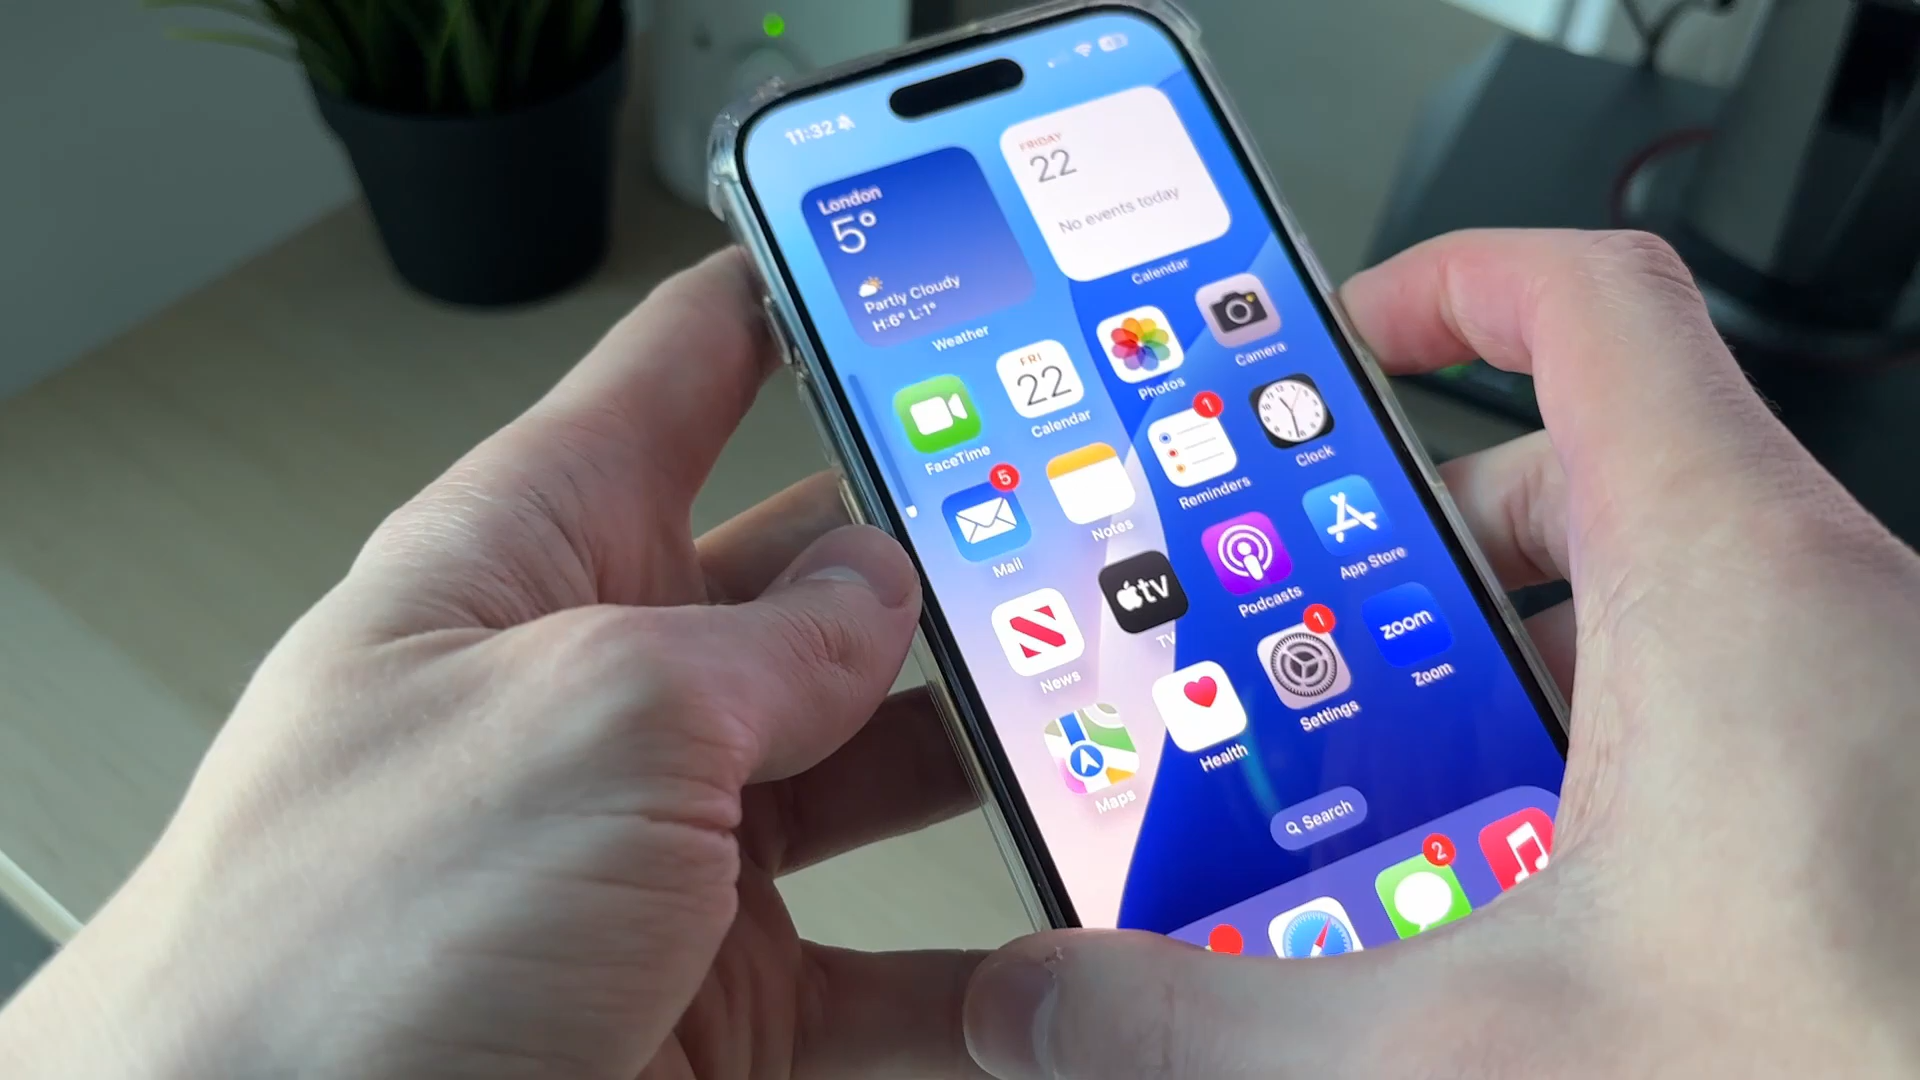 11:32
London
5°
Partly Cloudy
H:6° L:1°
Weather
FRIDAY
22
No events today
Calendar
FaceTime
FRI
22
Calendar
Photos
Camera
5
Mail
Notes
1
Reminders
Clock
News
tv
TV
Podcasts
App Store
Maps
Health
1
Settings
zoom
Zoom
Search
2